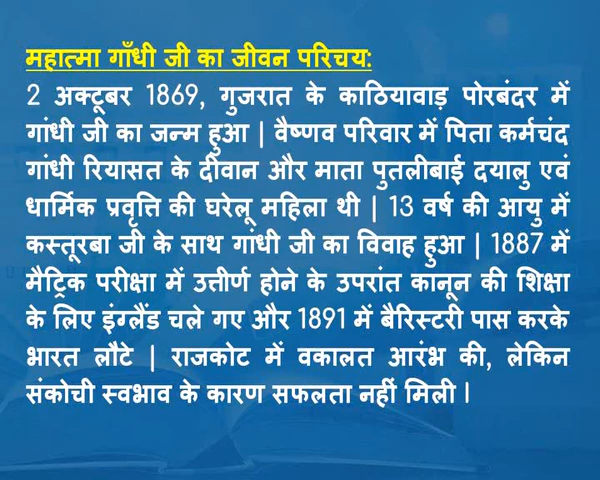 महात्मा गाँधी जी का जीवन परिचय:
2 अक्टूबर 1869, गुजरात के काठियावाड़ पोरबंदर में
गांधी जी का जन्म हुआ | वैष्णव परिवार में पिता कर्मचंद
गांधी रियासत के दीवान और माता पुतलीबाई दयालु एवं
धार्मिक प्रवृत्ति की घरेलू महिला थी | 13 वर्ष की आयु में
कस्तूरबा जी के साथ गांधी जी का विवाह हुआ | 1887 में
मैट्रिक परीक्षा में उत्तीर्ण होने के उपरांत कानून की शिक्षा
के लिए इंग्लैंड चले गए और 1891 में बैरिस्टरी पास करके
भारत लौटे | राजकोट में वकालत आरंभ की, लेकिन
संकोची स्वभाव के कारण सफलता नहीं मिली |